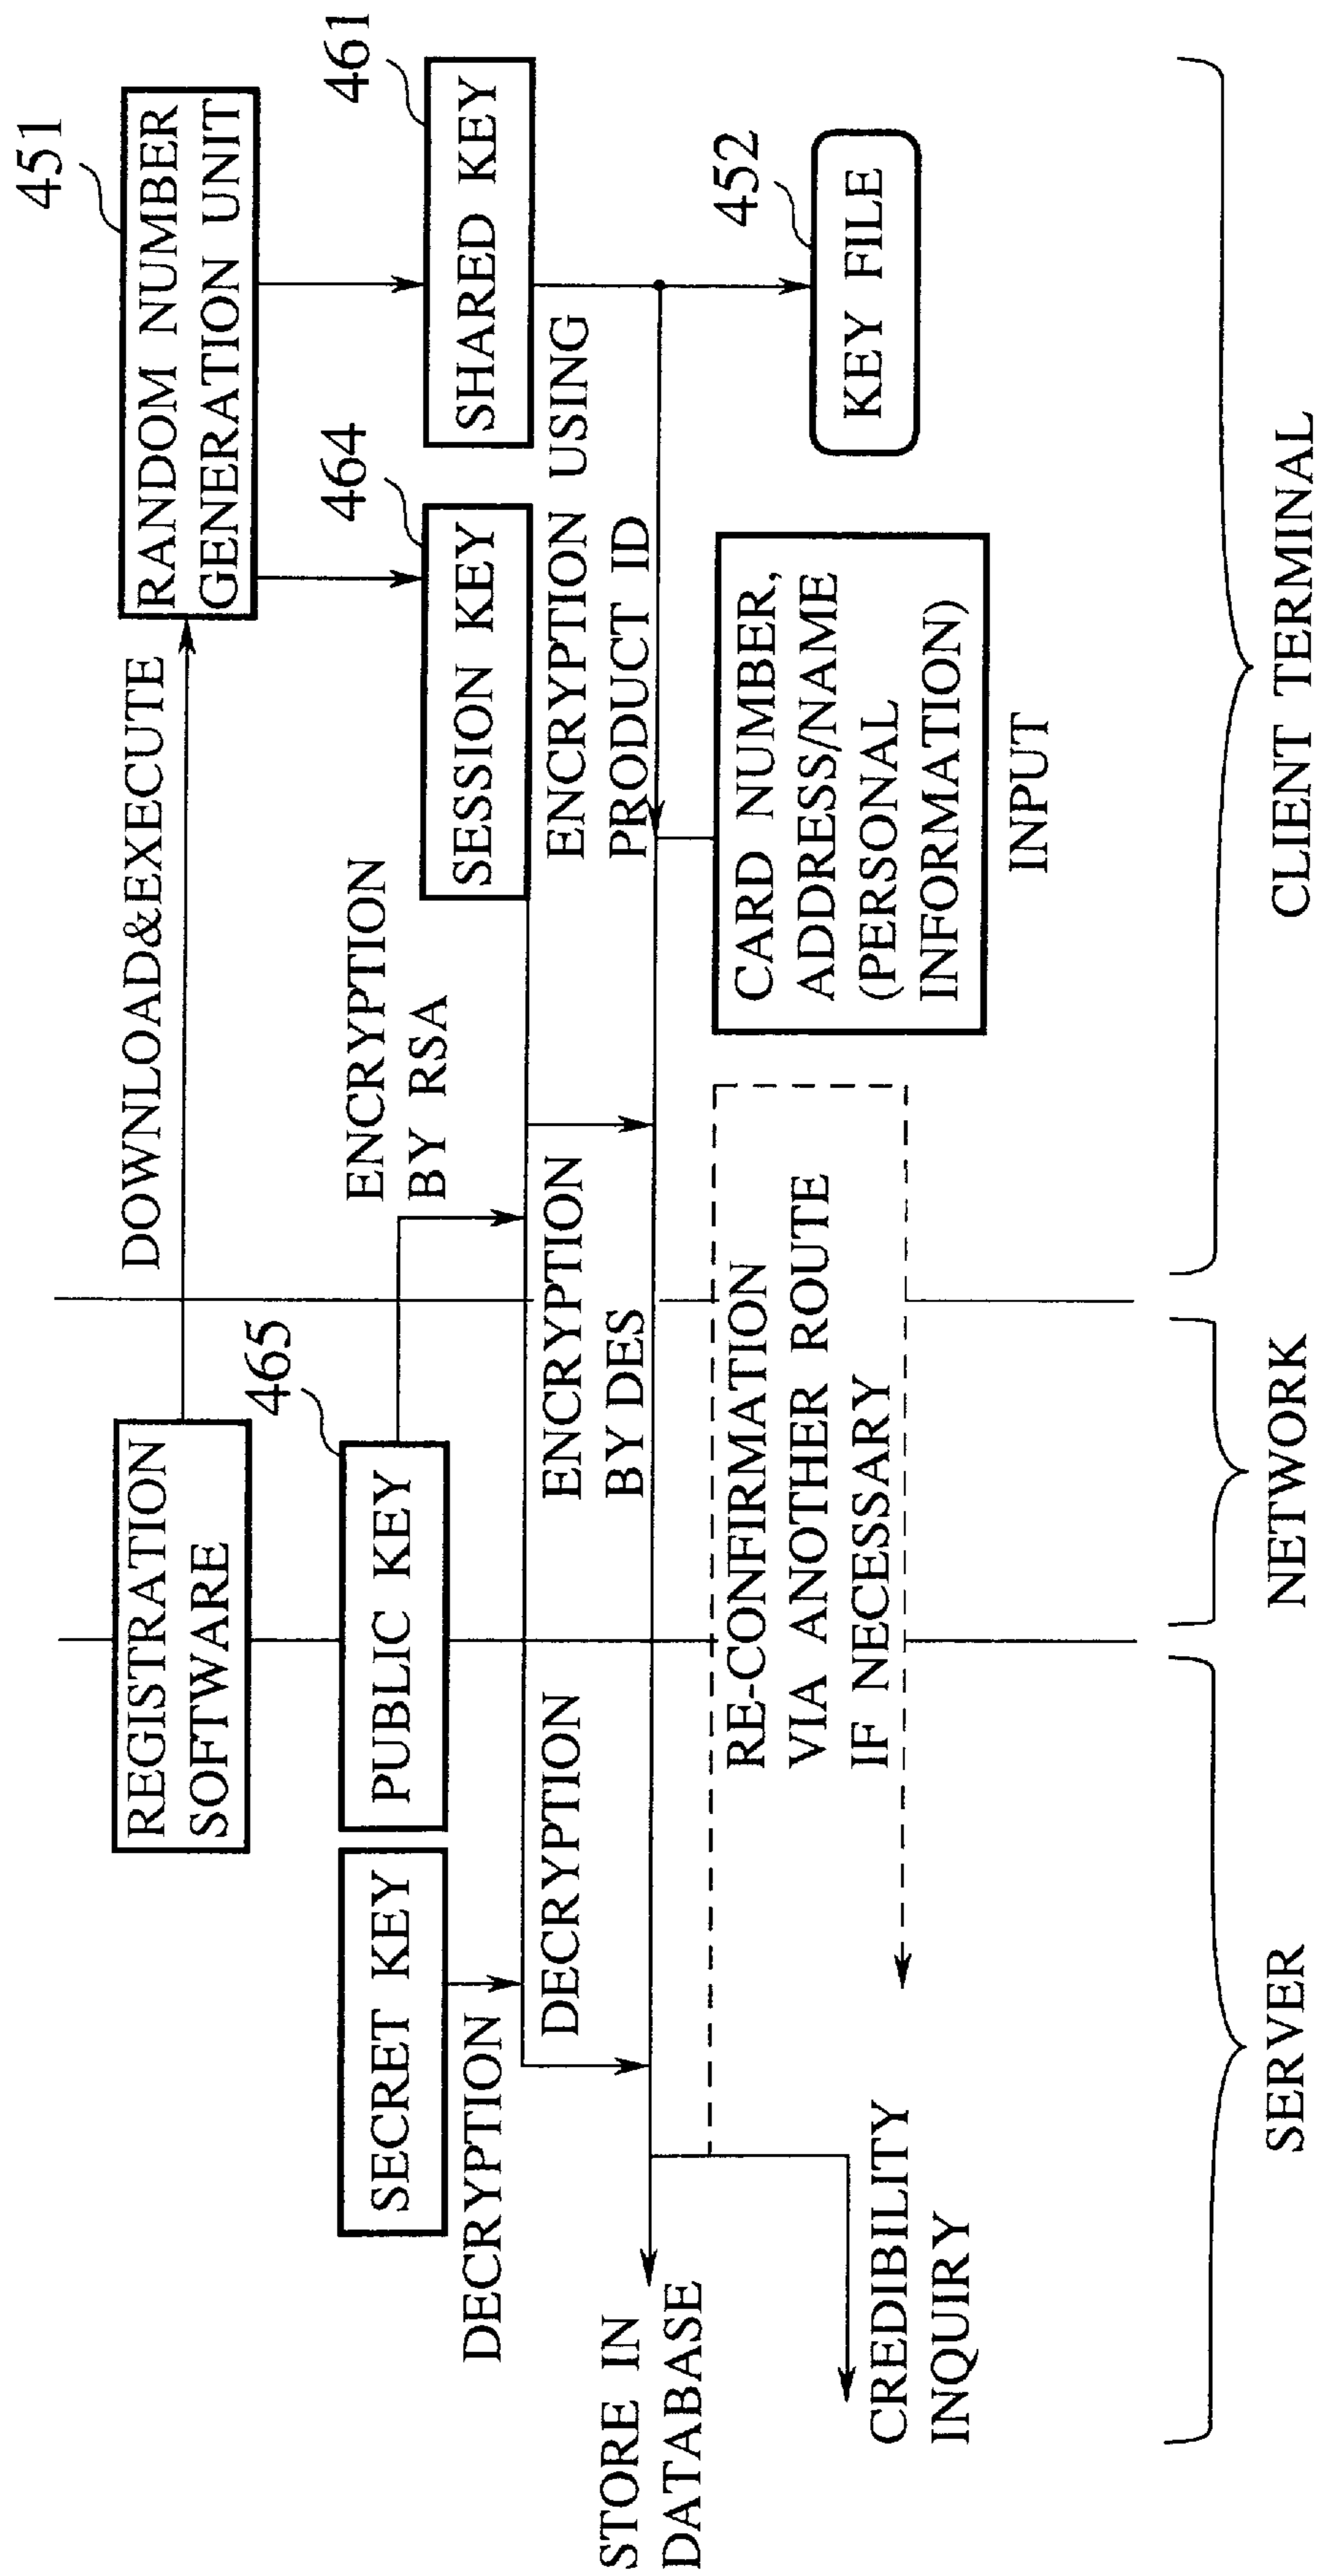 451
RANDOM NUMBER
GENERATION UNIT
DOWNLOAD&EXECUTE
REGISTRATION
SOFTWARE
461
SHARED KEY
464
SESSION KEY
ENCRYPTION
BY RSA
465
PUBLIC KEY
SECRET KEY
DECRYPTION
ENCRYPTION USING
PRODUCT ID
ENCRYPTION
BY DES
DECRYPTION
STORE IN
DATABASE
452
KEY FILE
CARD NUMBER,
ADDRESS/NAME
(PERSONAL
INFORMATION)
INPUT
RE-CONFIRMATION
VIA ANOTHER ROUTE
IF NECESSARY
CREDIBILITY
INQUIRY
SERVER
NETWORK
CLIENT TERMINAL